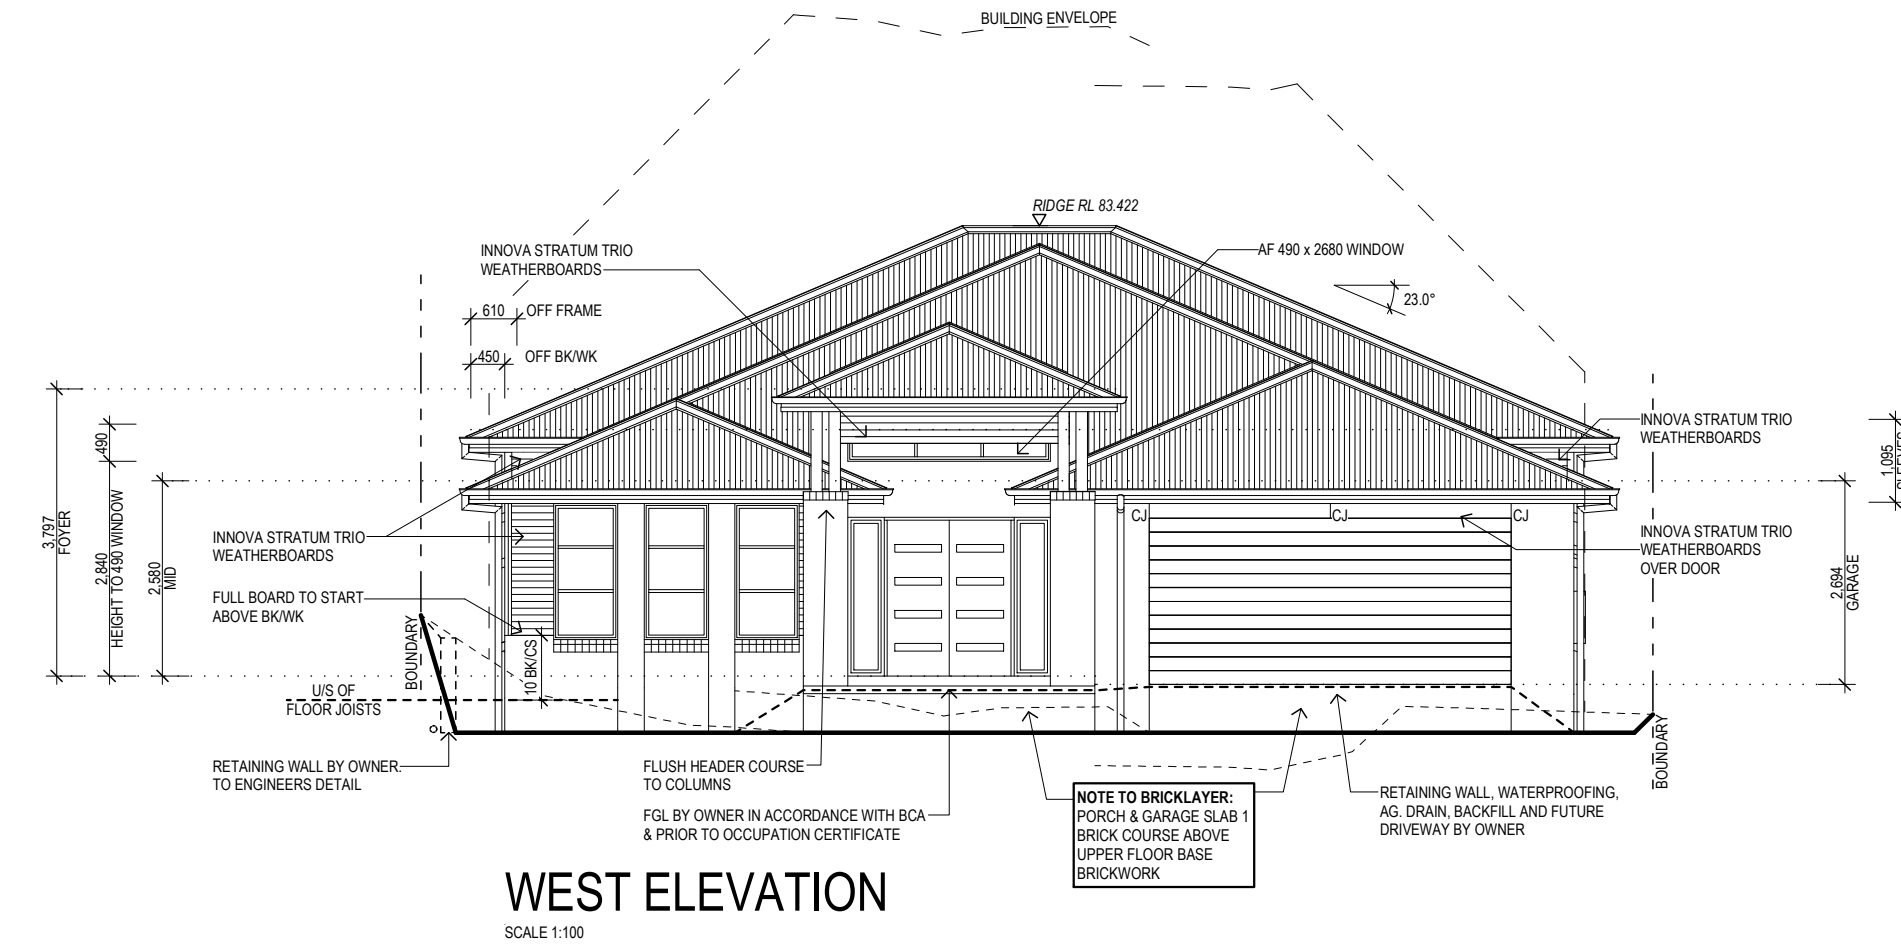 BUILDING ENVELOPE
RIDGE RL 83.422
INNOVA STRATUM TRIO
WEATHERBOARDS
AF 490 x 2680 WINDOW
23.0°
610
OFF FRAME
450
OFF BK/WK
3,797
FOYER
490
2,840
HEIGHT TO 490 WINDOW
2,580
MID
INNOVA STRATUM TRIO
WEATHERBOARDS
1,095
INNOVA STRATUM TRIO
WEATHERBOARDS
FULL BOARD TO START
ABOVE BK/WK
CJ
CJ
CJ
INNOVA STRATUM TRIO
WEATHERBOARDS
OVER DOOR
2,694
GARAGE
BOUNDARY
10 BK/CS
U/S OF
FLOOR JOISTS
BOUNDARY
RETAINING WALL BY OWNER.
TO ENGINEERS DETAIL
FLUSH HEADER COURSE
TO COLUMNS
FGL BY OWNER IN ACCORDANCE WITH BCA
& PRIOR TO OCCUPATION CERTIFICATE
NOTE TO BRICKLAYER:
PORCH & GARAGE SLAB 1
BRICK COURSE ABOVE
UPPER FLOOR BASE
BRICKWORK
RETAINING WALL, WATERPROOFING,
AG. DRAIN, BACKFILL AND FUTURE
DRIVEWAY BY OWNER
WEST ELEVATION
SCALE 1:100